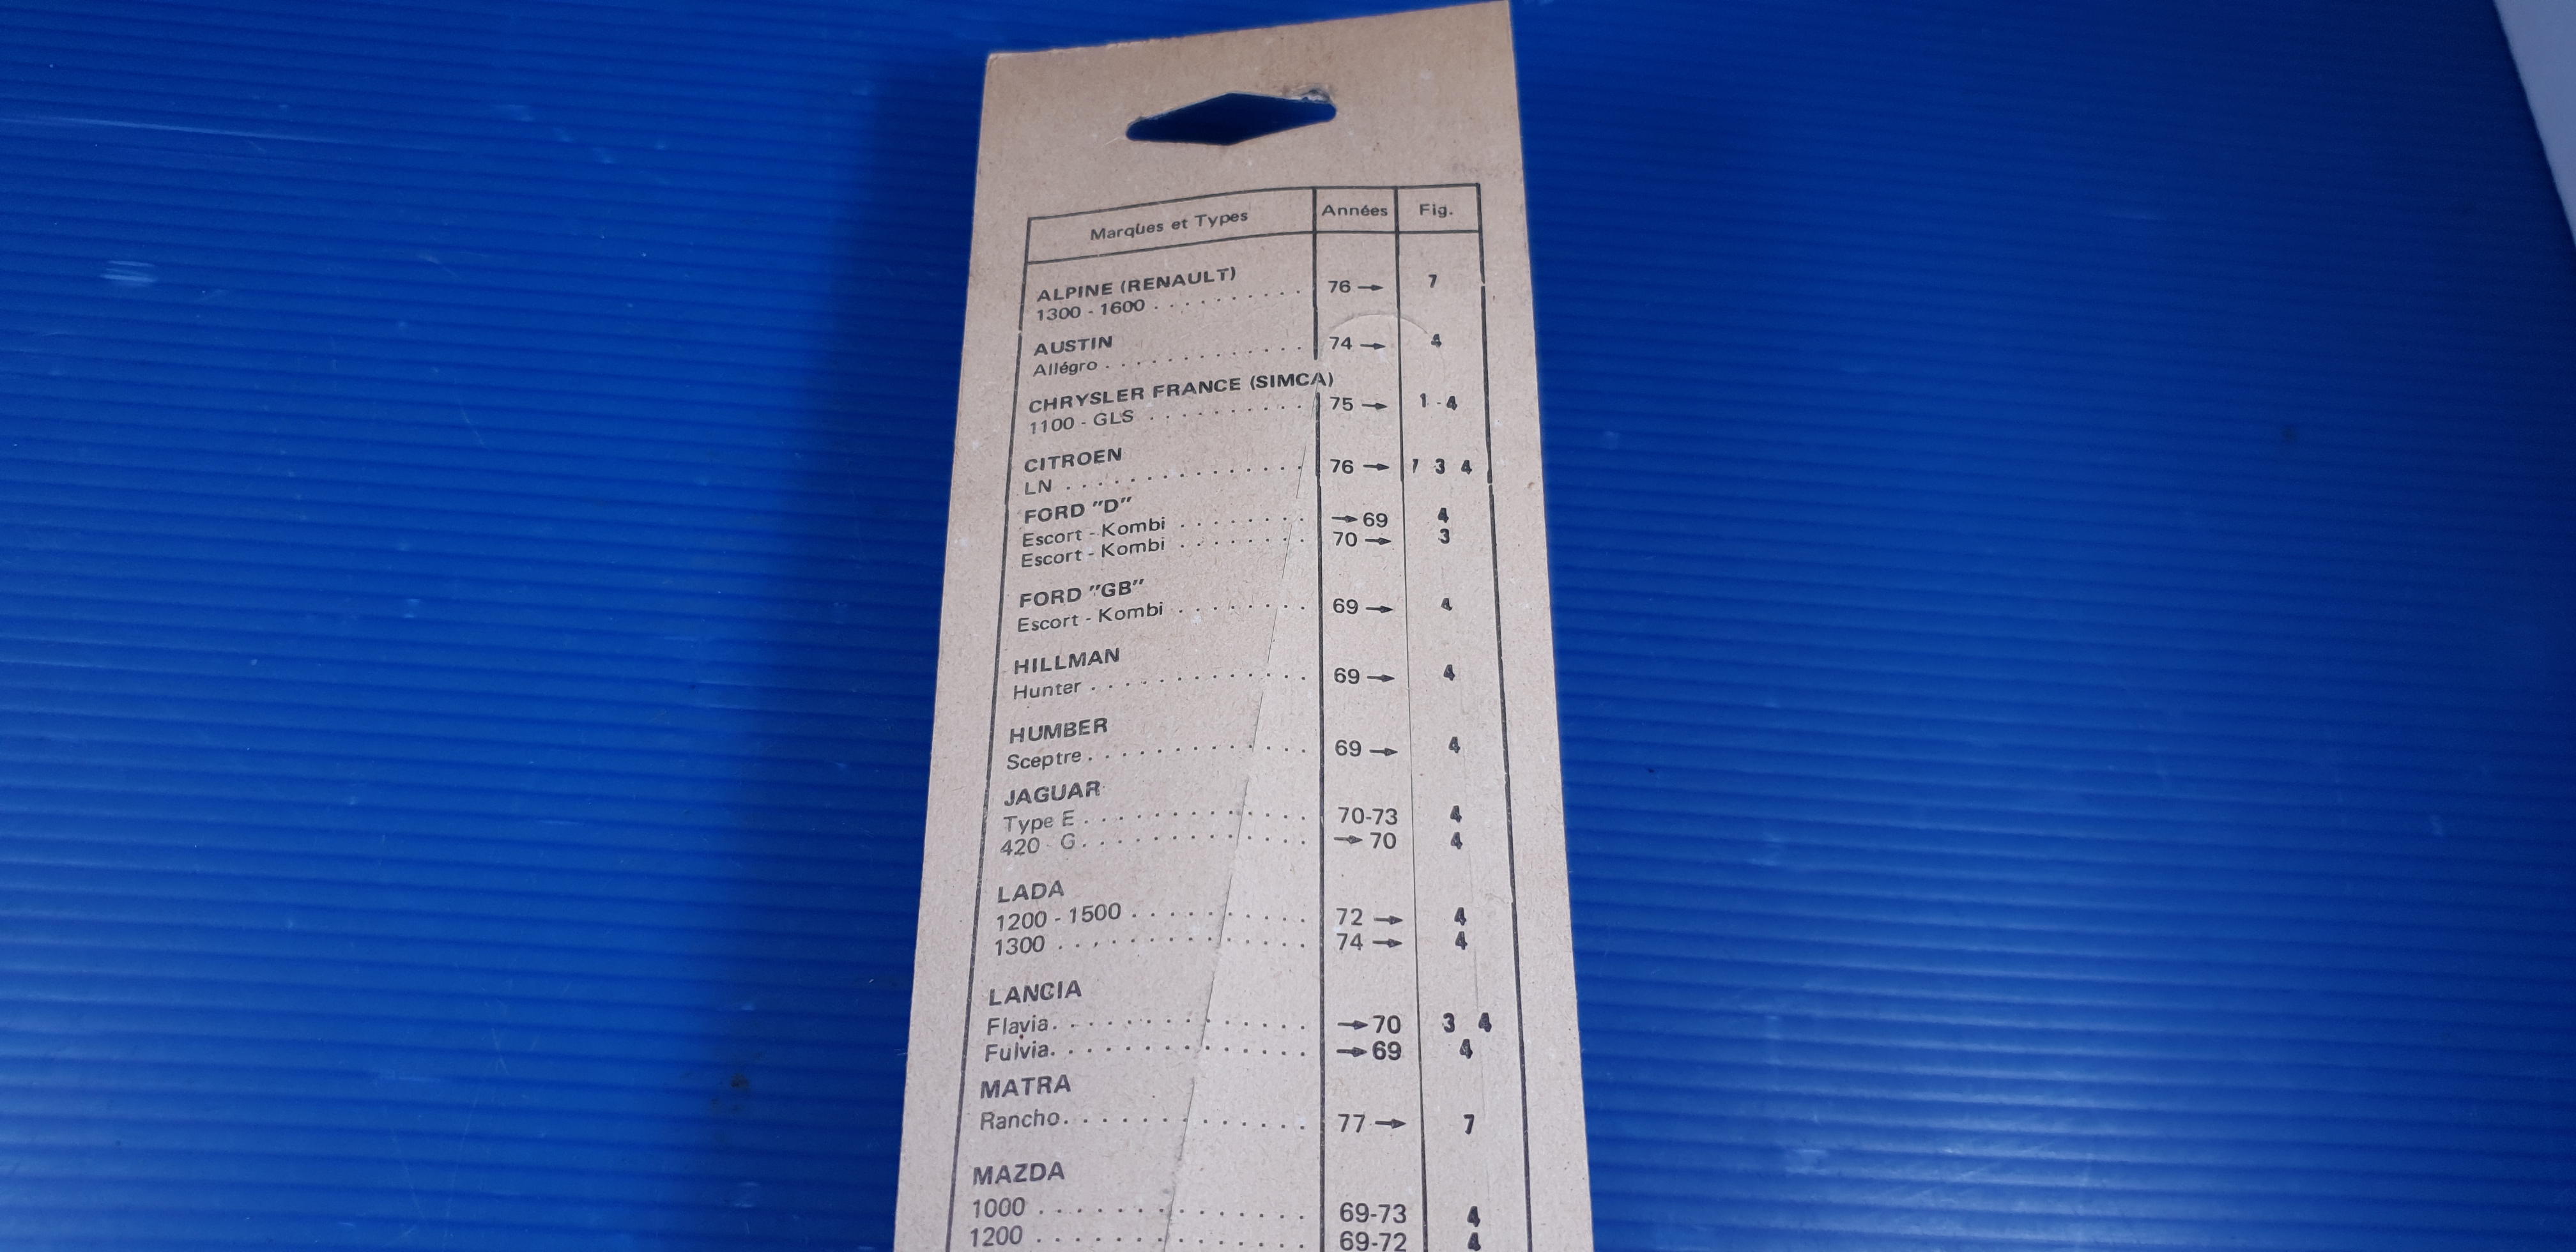 Marques et Types Années Fig.
ALPINE (RENAULT)
1300 - 1600 . . . . . . . . . . 76 → 7
AUSTIN
Allégro . . . . . . . . . . . . 74 → 4
CHRYSLER FRANCE (SIMCA)
1100 - GLS . . . . . . . . . . 75 → 1 - 4
CITROEN
LN . . . . . . . . . . . . . . 76 → 1 3 4
FORD "D"
Escort - Kombi . . . . . . . . → 69 4
Escort - Kombi . . . . . . . . 70 → 3
FORD "GB"
Escort - Kombi . . . . . . . . 69 → 4
HILLMAN
Hunter . . . . . . . . . . . . . 69 → 4
HUMBER
Sceptre . . . . . . . . . . . . . 69 → 4
JAGUAR
Type E . . . . . . . . . . . . . 70-73 4
420 G . . . . . . . . . . . . . → 70 4
LADA
1200 - 1500 . . . . . . . . . . 72 → 4
1300 . . . . . . . . . . . . . . 74 → 4
LANCIA
Flavia . . . . . . . . . . . . . . → 70 3 4
Fulvia . . . . . . . . . . . . . . → 69 4
MATRA
Rancho . . . . . . . . . . . . . 77 → 7
MAZDA
1000 . . . . . . . . . . . . . . 69-73 4
1200 . . . . . . . . . . . . . . 69-72 4